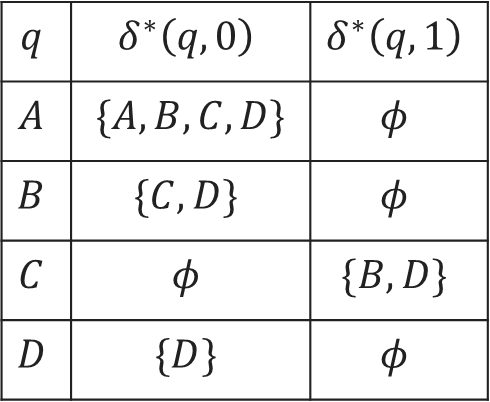 q δ*(q, 0) δ*(q, 1)
A {A, B, C, D} ϕ
B {C, D} ϕ
C ϕ {B, D}
D {D} ϕ